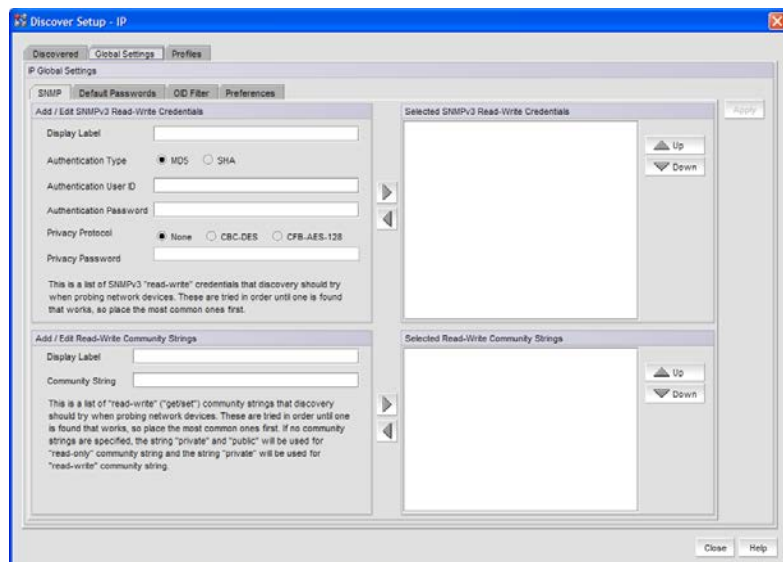 Discover Setup - IP
Discovered Global Settings Profiles
IP Global Settings
SNMP Default Passwords OID Filter Preferences
Add / Edit SNMPv3 Read-Write Credentials
Display Label
Authentication Type MD5 SHA
Authentication User ID
Authentication Password
Privacy Protocol None CBC-DES CFB-AES-128
Privacy Password
This is a list of SNMPv3 "read-write" credentials that discovery should try
when probing network devices. These are tried in order until one is found
that works, so place the most common ones first.
Selected SNMPv3 Read-Write Credentials
Up
Down
Apply
Add / Edit Read-Write Community Strings
Display Label
Community String
This is a list of "read-write" ("get/set") community strings that discovery
should try when probing network devices. These are tried in order until one
is found that works, so place the most common ones first. If no community
strings are specified, the string "private" and "public" will be used for
"read-only" community string and the string "private" will be used for
"read-write" community string.
Selected Read-Write Community Strings
Up
Down
Close Help